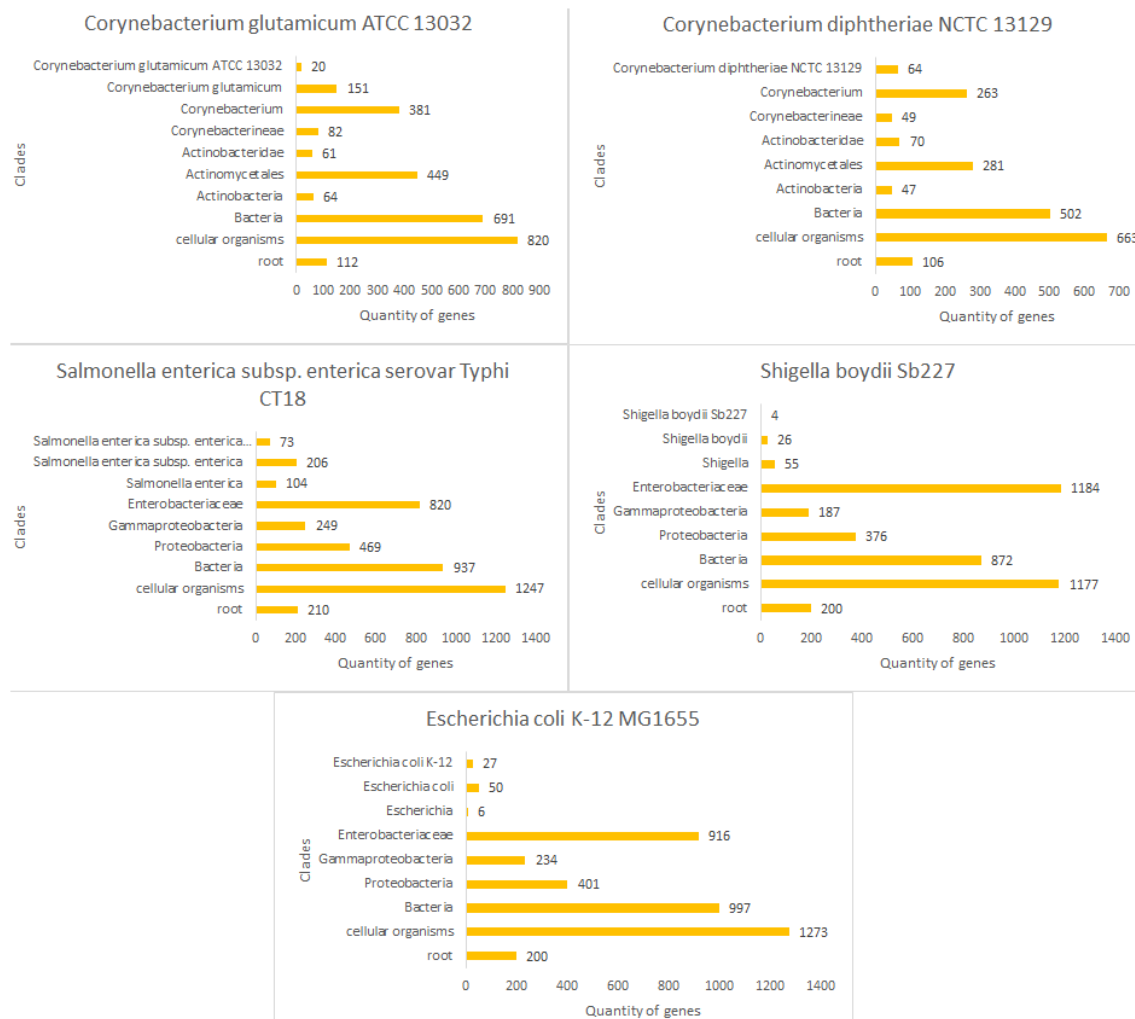 Corynebacterium glutamicum ATCC 13032
Clades
Corynebacterium glutamicum ATCC 13032 20
Corynebacterium glutamicum 151
Corynebacterium 381
Corynebacterineae 82
Actinobacteridae 61
Actinomycetales 449
Actinobacteria 64
Bacteria 691
cellular organisms 820
root 112
0 100 200 300 400 500 600 700 800 900
Quantity of genes
Corynebacterium diphtheriae NCTC 13129
Clades
Corynebacterium diphtheriae NCTC 13129 64
Corynebacterium 263
Corynebacterineae 49
Actinobacteridae 70
Actinomycetales 281
Actinobacteria 47
Bacteria 502
cellular organisms 663
root 106
0 100 200 300 400 500 600 700
Quantity of genes
Salmonella enterica subsp. enterica serovar Typhi
CT18
Clades
Salmonella enterica subsp. enterica... 73
Salmonella enterica subsp. enterica 206
Salmonella enterica 104
Enterobacteriaceae 820
Gammaproteobacteria 249
Proteobacteria 469
Bacteria 937
cellular organisms 1247
root 210
0 200 400 600 800 1000 1200 1400
Quantity of genes
Shigella boydii Sb227
Clades
Shigella boydii Sb227 4
Shigella boydii 26
Shigella 55
Enterobacteriaceae 1184
Gammaproteobacteria 187
Proteobacteria 376
Bacteria 872
cellular organisms 1177
root 200
0 200 400 600 800 1000 1200 1400
Quantity of genes
Escherichia coli K-12 MG1655
Clades
Escherichia coli K-12 27
Escherichia coli 50
Escherichia 6
Enterobacteriaceae 916
Gammaproteobacteria 234
Proteobacteria 401
Bacteria 997
cellular organisms 1273
root 200
0 200 400 600 800 1000 1200 1400
Quantity of genes